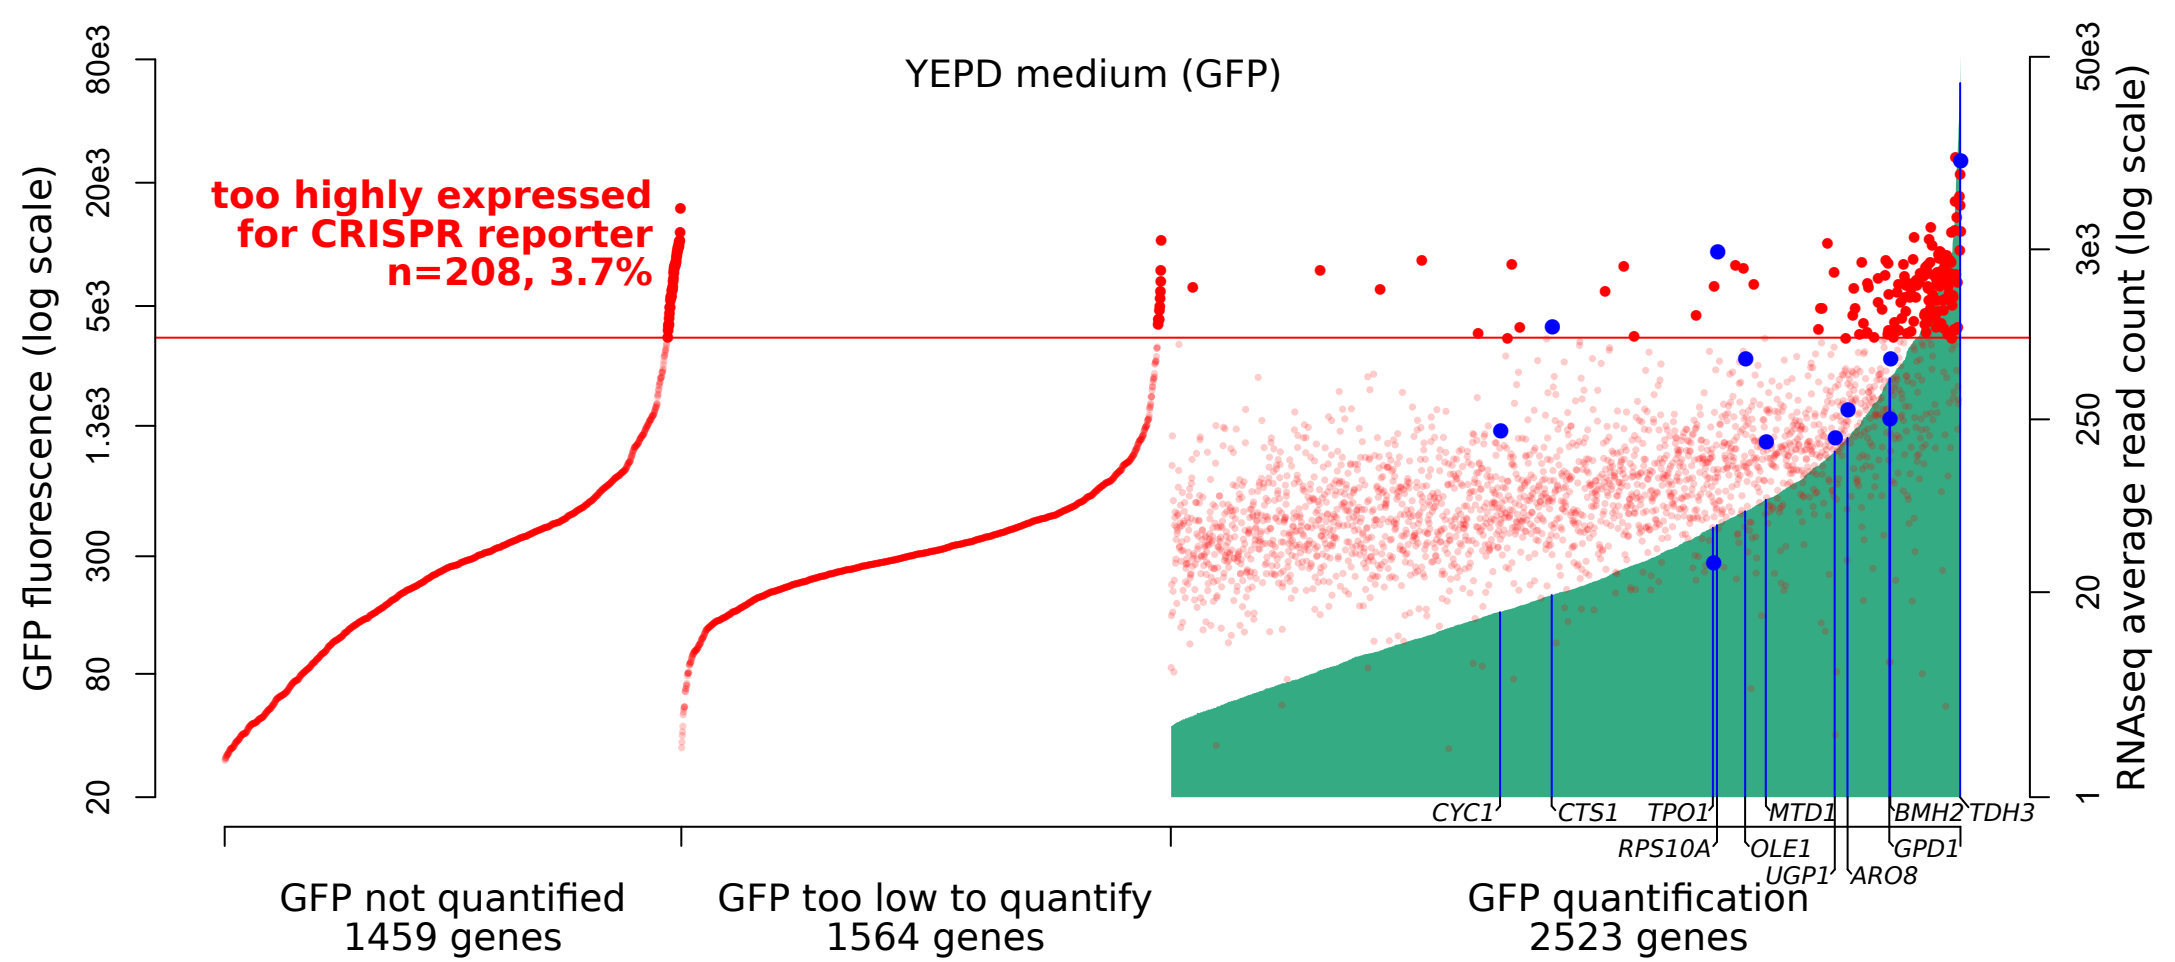 YEPD medium (GFP)
GFP fluorescence (log scale)
80e3
20e3
5e3
1.3e3
300
80
20
too highly expressed
for CRISPR reporter
n=208, 3.7%
RNAseq average read count (log scale)
50e3
3e3
250
20
1
CYC1 CTS1 TPO1 MTD1 BMH2 TDH3
RPS10A OLE1 GPD1
UGP1 ARO8
GFP not quantified
1459 genes
GFP too low to quantify
1564 genes
GFP quantification
2523 genes